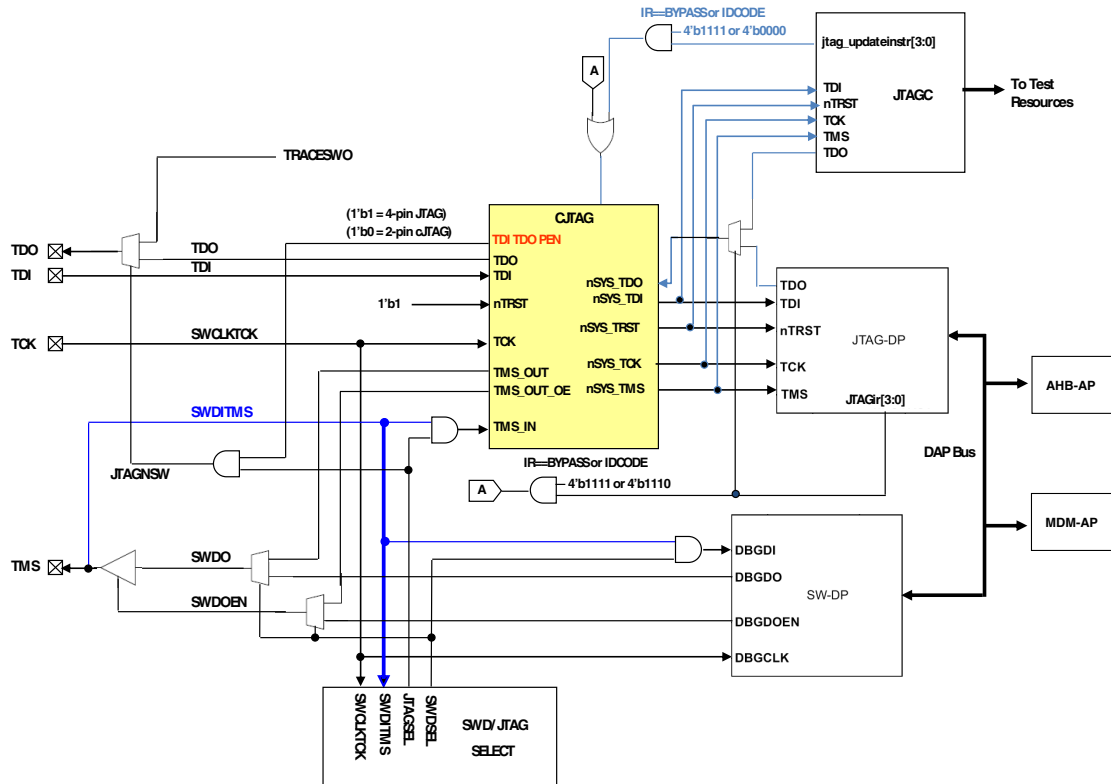 IR==BYPASS or IDCODE
4'b1111 or 4'b0000
jtag_updateinstr[3:0]
JTAGC
A
TDI
nTRST
TCK
TMS
TDO
To Test
Resources
TRACESWO
(1'b1 = 4-pin JTAG)
(1'b0 = 2-pin cJTAG)
CJTAG
TDI TDO PEN
TDO
TDI
nTRST
TCK
TMS_OUT
TMS_OUT_OE
TMS_IN
nSYS_TDO
nSYS_TDI
nSYS_TRST
nSYS_TCK
nSYS_TMS
TDO
TDO
TDI
TDI
1'b1
TCK
SWCLKTCK
SWDITMS
JTAGNSW
TDO
TDI
nTRST
TCK
TMS
JTAG-DP
JTAGir[3:0]
AHB-AP
DAP Bus
MDM-AP
IR==BYPASS or IDCODE
4'b1111 or 4'b1110
A
TMS
SWDO
SWDOEN
DBGDI
DBGDO
DBGDOEN
DBGCLK
SW-DP
SWCLKTCK
SWDITMS
JTAGSEL
SWDSEL
SWD/JTAG
SELECT